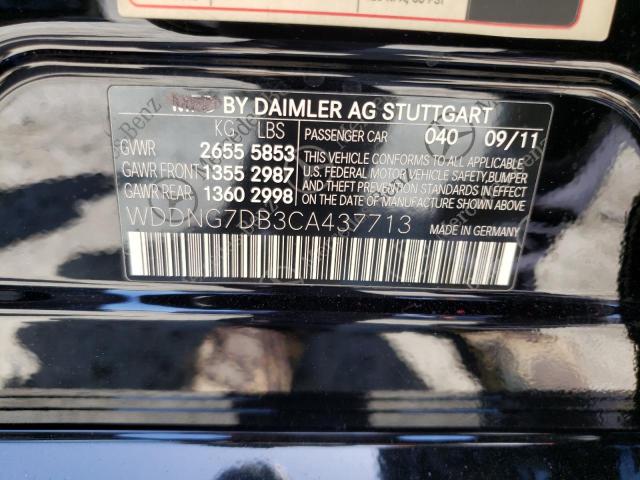 MFD BY DAIMLER AG STUTTGART
KG LBS PASSENGER CAR 040 09/11
GVWR 2655 5853 THIS VEHICLE CONFORMS TO ALL APPLICABLE
GAWR FRONT 1355 2987 U.S. FEDERAL MOTOR VEHICLE SAFETY, BUMPER
GAWR REAR 1360 2998 AND THEFT PREVENTION STANDARDS IN EFFECT
ON THE DATE OF MANUFACTURE SHOWN ABOVE.
WDDNG7DB3CA437713 MADE IN GERMANY